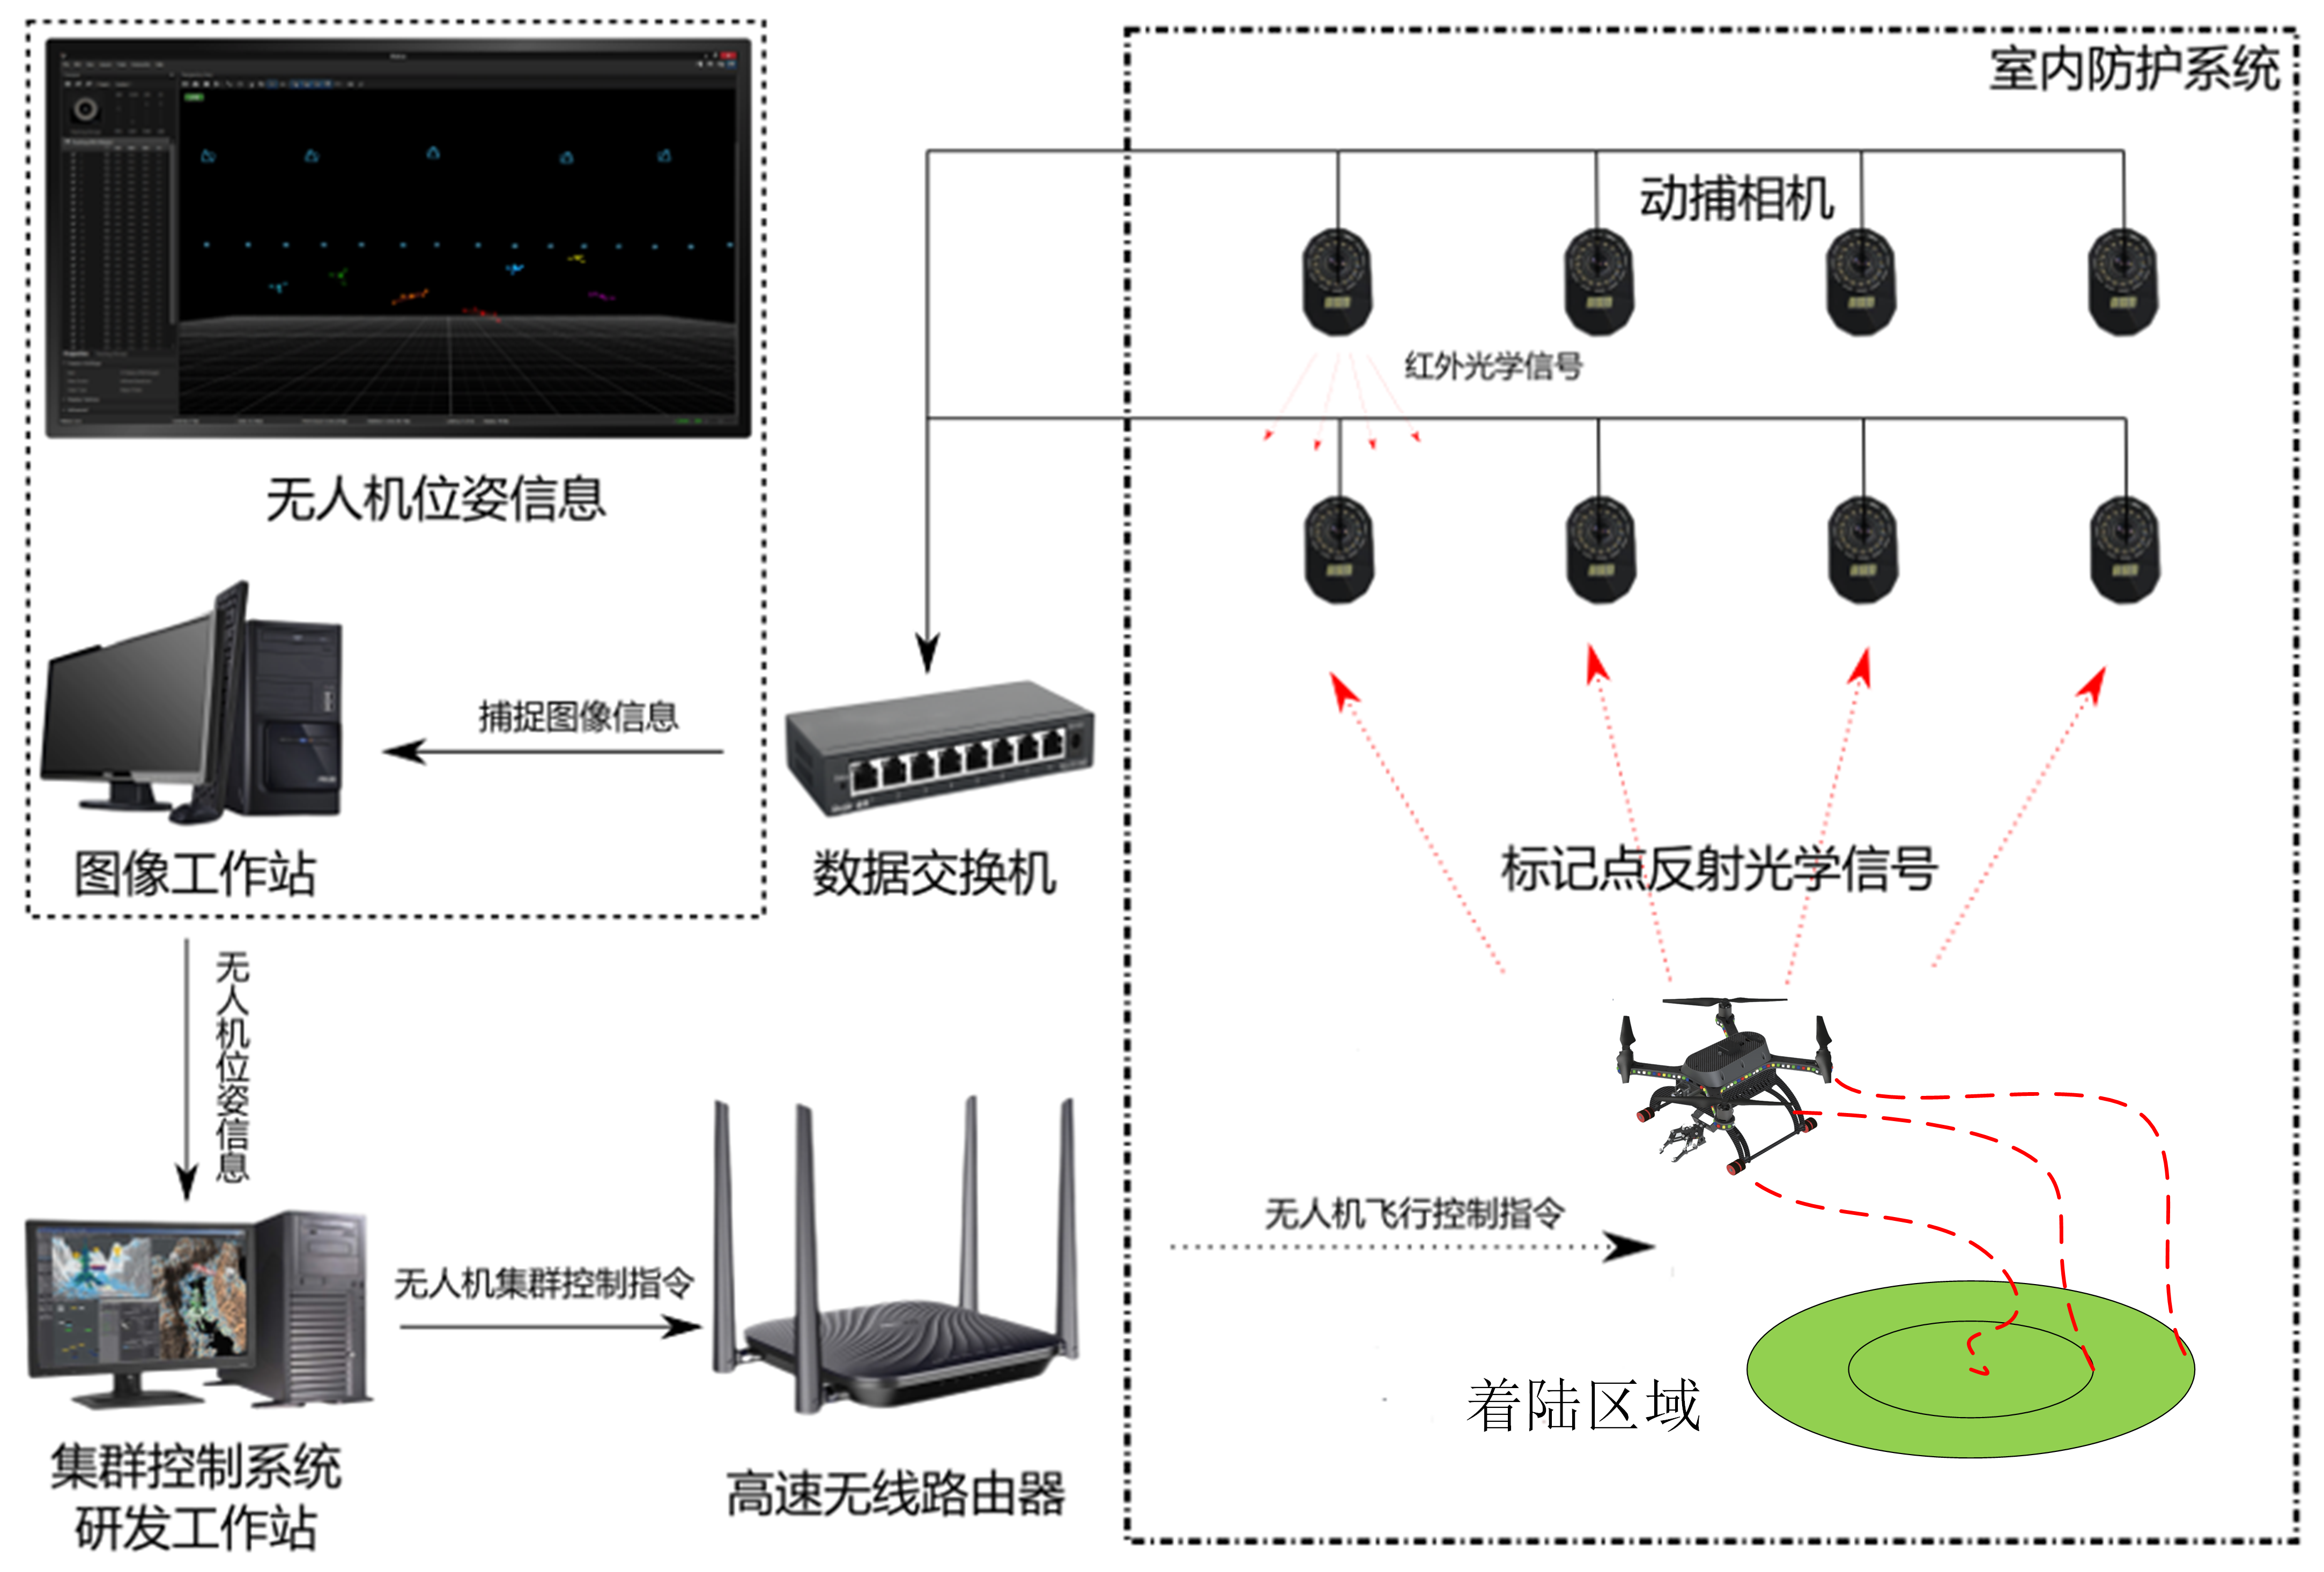 室内防护系统
动捕相机
红外光学信号
无人机位姿信息
捕捉图像信息
图像工作站
数据交换机
标记点反射光学信号
无人机位姿信息
无人机飞行控制指令
无人机集群控制指令
着陆区域
集群控制系统
研发工作站
高速无线路由器